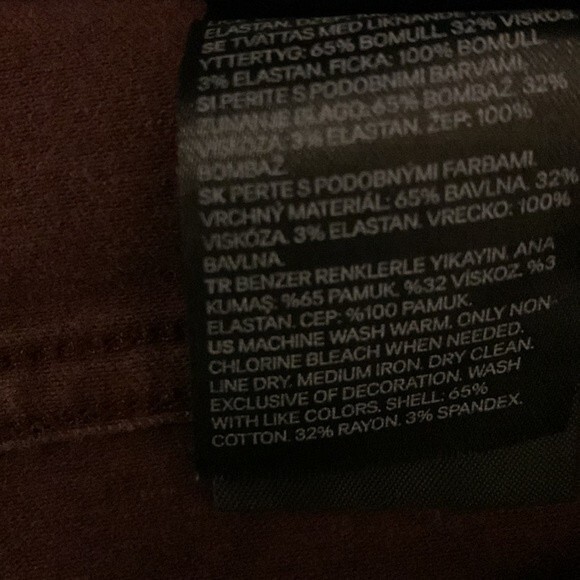 ELASTAN.
SE TVÄTTAS MED LIKNANDE
YTTERTYG: 65% BOMULL. 32% VISKOS.
3% ELASTAN. FICKA: 100% BOMULL.
SI PERITE S PODOBNIMI BARVAMI.
ZUNANJE BLAGO: 65% BOMBAŽ. 32%
VISKOZA. 3% ELASTAN. ŽEP: 100%
BOMBAŽ.
SK PERTE S PODOBNÝMI FARBAMI.
VRCHNÝ MATERIÁL: 65% BAVLNA. 32%
VISKÓZA. 3% ELASTAN. VRECKO: 100%
BAVLNA.
TR BENZER RENKLERLE YIKAYIN. ANA
KUMAŞ: %65 PAMUK. %32 VİSKOZ. %3
ELASTAN. CEP: %100 PAMUK.
US MACHINE WASH WARM. ONLY NON-
CHLORINE BLEACH WHEN NEEDED.
LINE DRY. MEDIUM IRON. DRY CLEAN.
EXCLUSIVE OF DECORATION. WASH
WITH LIKE COLORS. SHELL: 65%
COTTON. 32% RAYON. 3% SPANDEX.